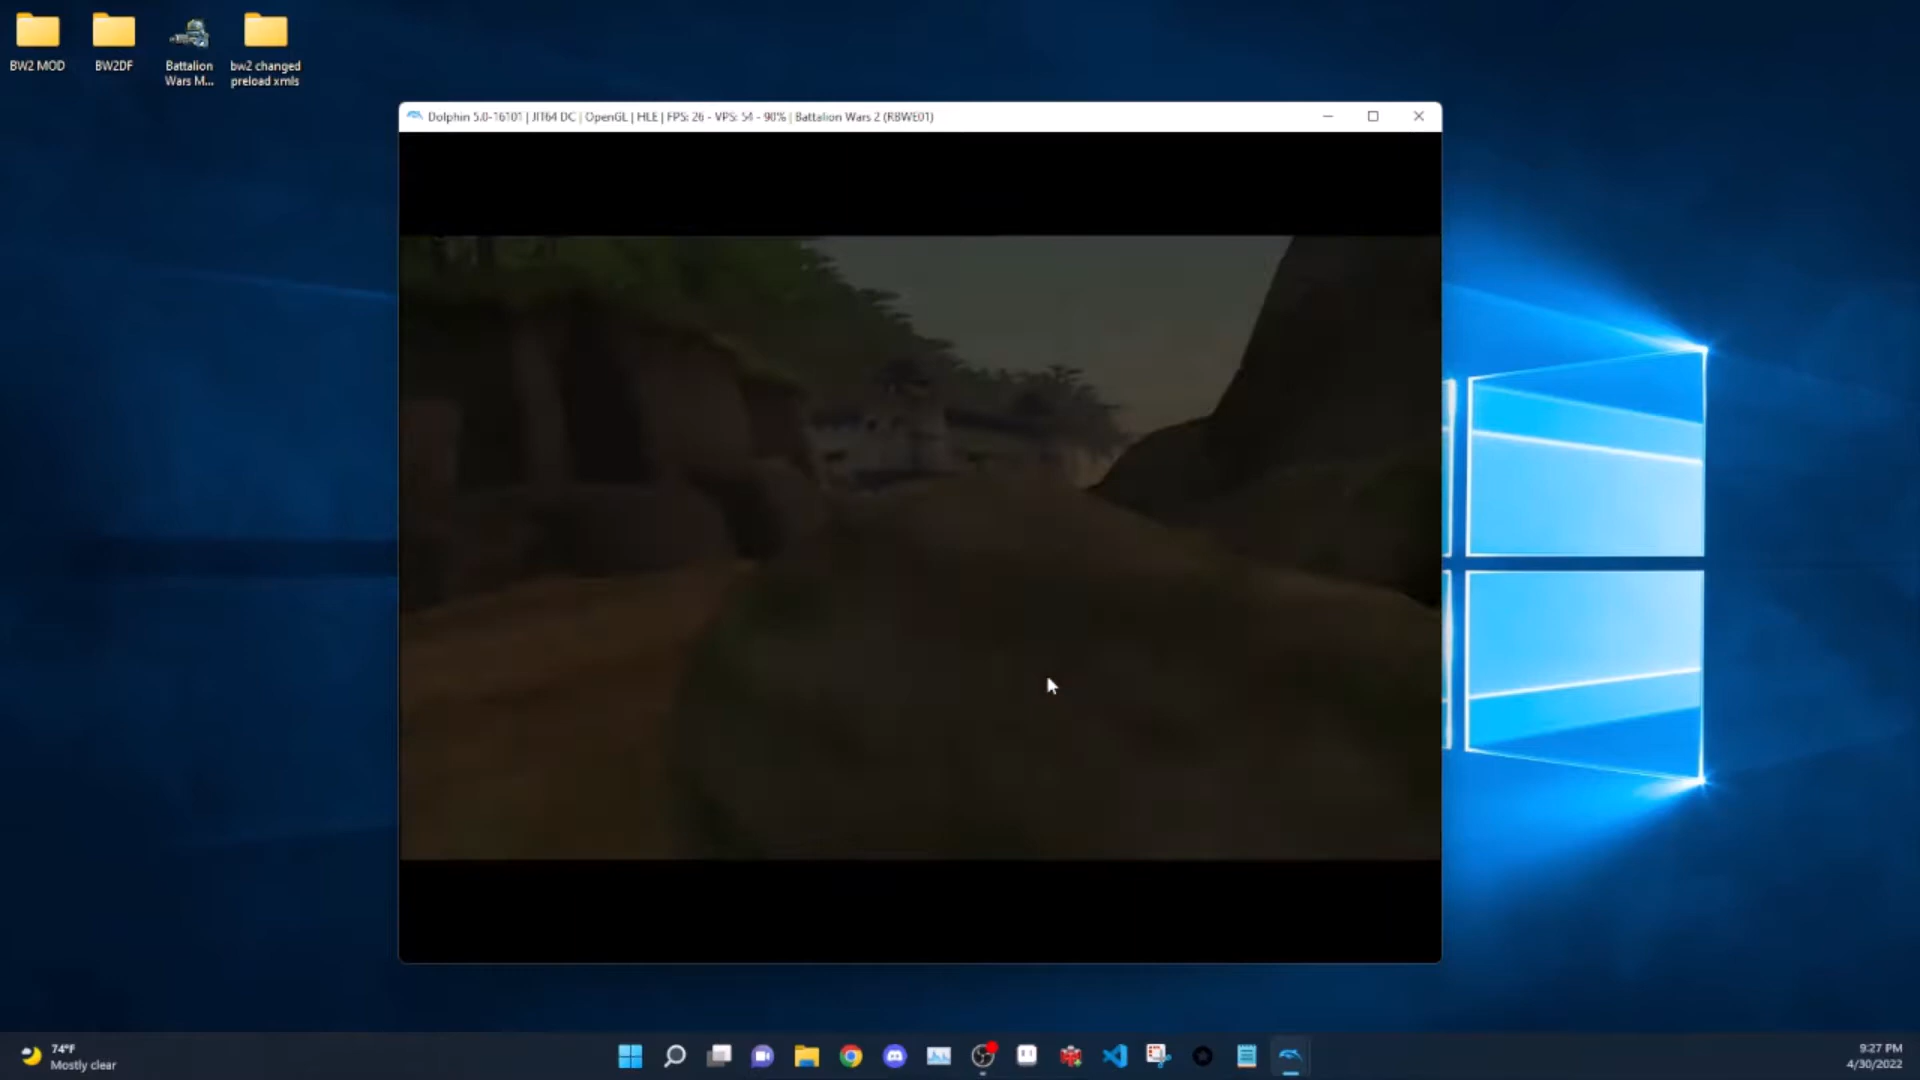 BW2 MOD
BW2DF
Battalion
Wars M...
bw2 changed
preload xmls
Dolphin 5.0-16101 | JIT64 DC | OpenGL | HLE | FPS: 26 - VPS: 54 - 90% | Battalion Wars 2 (RBWE01)
74°F
Mostly clear
9:27 PM
4/30/2022